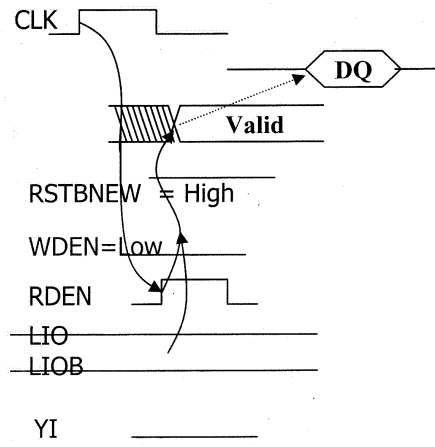 CLK
DQ
Valid
RSTBNEW = High
WDEN=Low
RDEN
LIO
LIOB
YI